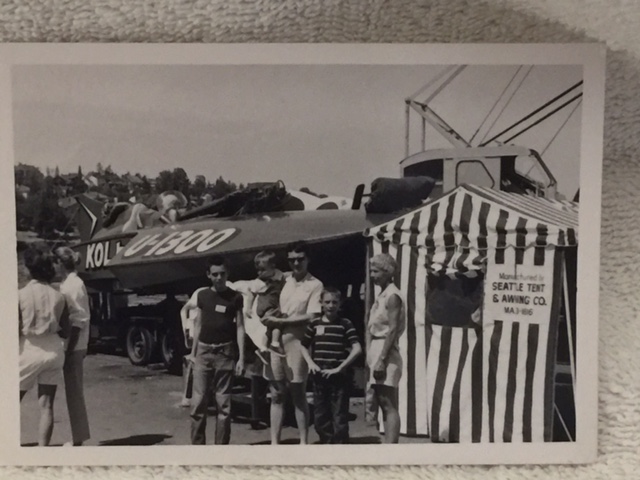 KOL
U-1300
Manufactured by
SEATTLE TENT
& AWNING CO.